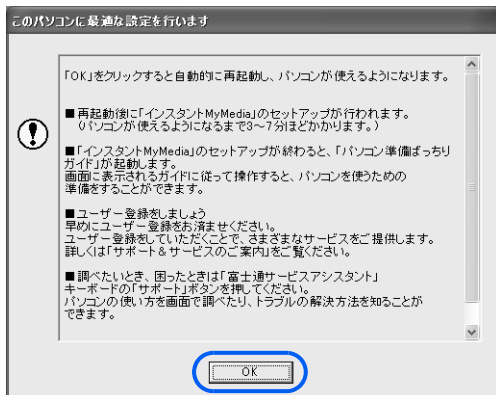 このパソコンに最適な設定を行います
「OK」をクリックすると自動的に再起動し、パソコンが使えるようになります。
■再起動後に「インスタントMyMedia」のセットアップが行われます。
（パソコンが使えるようになるまで3～7分ほどかかります。）
■「インスタントMyMedia」のセットアップが終わると、「パソコン準備ばっちり
ガイド」が起動します。
画面に表示されるガイドに従って操作すると、パソコンを使うための
準備をすることができます。
■ユーザー登録をしましょう
早めにユーザー登録をお済ませください。
ユーザー登録をしていただくことで、さまざまなサービスをご提供します。
詳しくは「サポート＆サービスのご案内」をご覧ください。
■調べたいとき、困ったときは「富士通サービスアシスタント」
キーボードの「サポート」ボタンを押してください。
パソコンの使い方を画面で調べたり、トラブルの解決方法を知ることが
できます。
OK